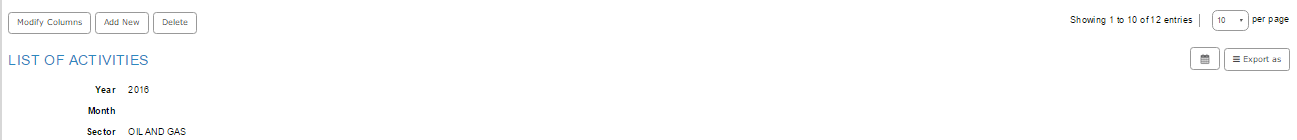 Modify Columns Add New Delete Showing 1 to 10 of 12 entries 10 per page
LIST OF ACTIVITIES Export as
Year 2016
Month
Sector OIL AND GAS